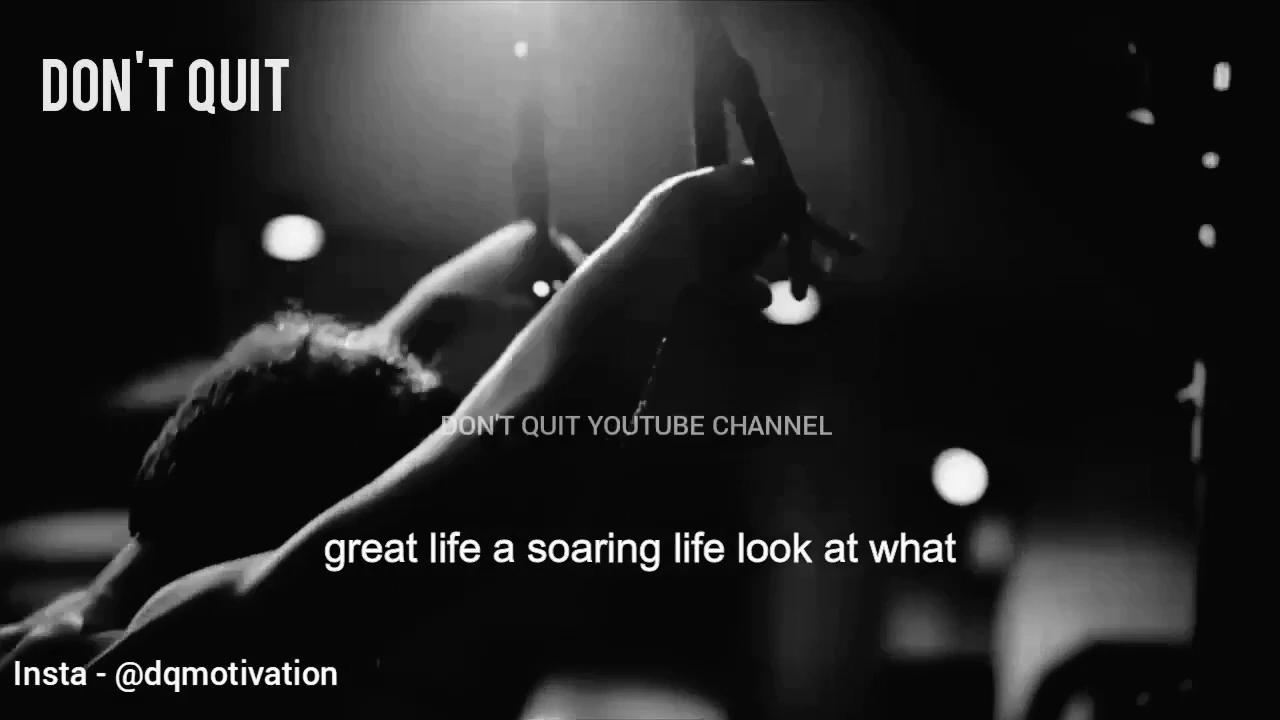 DON'T QUIT
DON'T QUIT YOUTUBE CHANNEL
great life a soaring life look at what
Insta - @dqmotivation